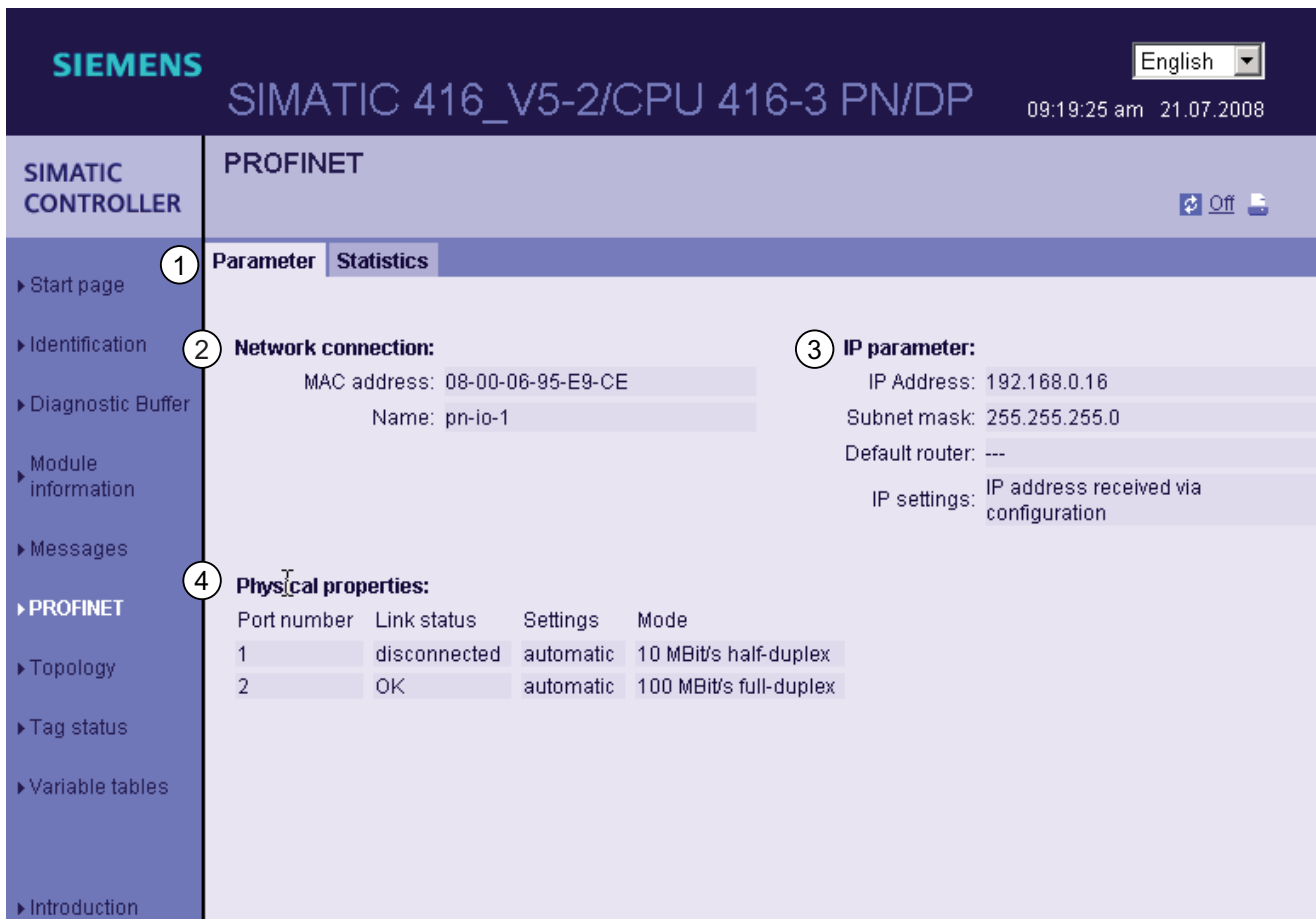 SIEMENS
English
SIMATIC 416_V5-2/CPU 416-3 PN/DP
09:19:25 am 21.07.2008
SIMATIC
CONTROLLER
PROFINET
Off
1
Parameter Statistics
Start page
Identification
Diagnostic Buffer
Module
information
Messages
PROFINET
Topology
Tag status
Variable tables
Introduction
2 Network connection:
MAC address: 08-00-06-95-E9-CE
Name: pn-io-1
3 IP parameter:
IP Address: 192.168.0.16
Subnet mask: 255.255.255.0
Default router: ---
IP settings: IP address received via
configuration
4 Physical properties:
Port number Link status Settings Mode
1 disconnected automatic 10 MBit/s half-duplex
2 OK automatic 100 MBit/s full-duplex